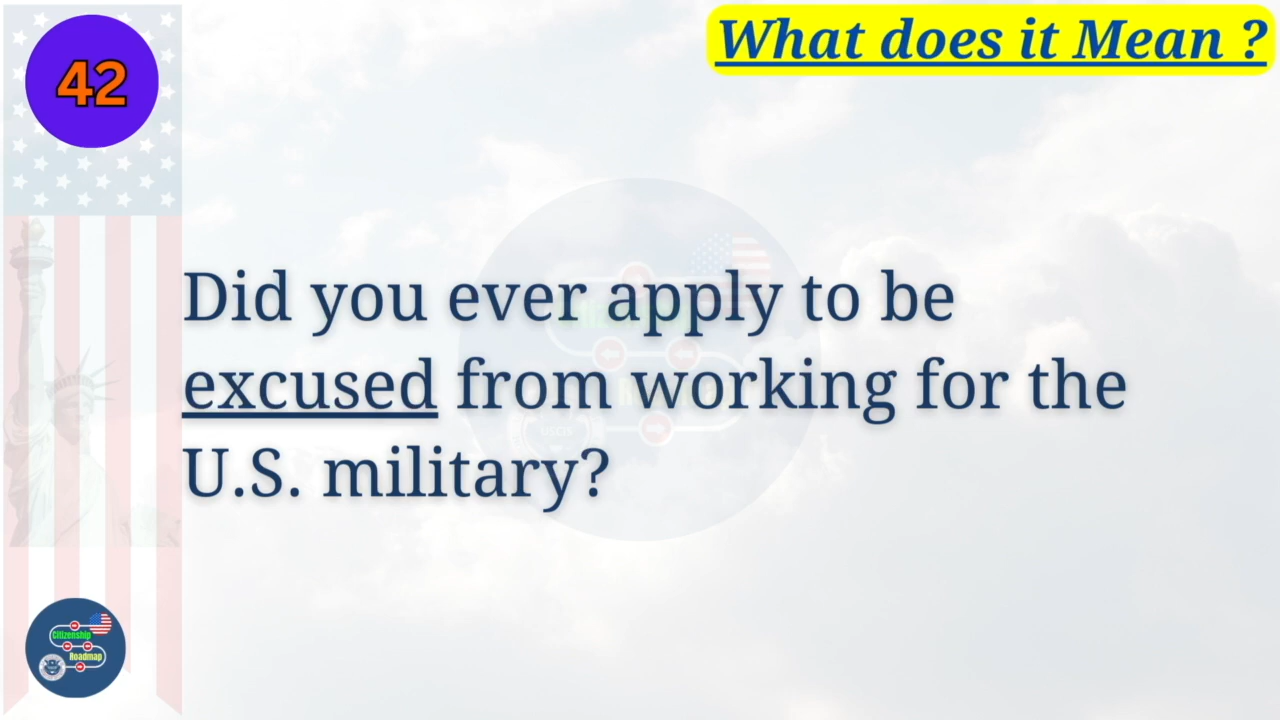 42
What does it Mean ?
Did you ever apply to be
excused from working for the
U.S. military?
Citizenship
Roadmap